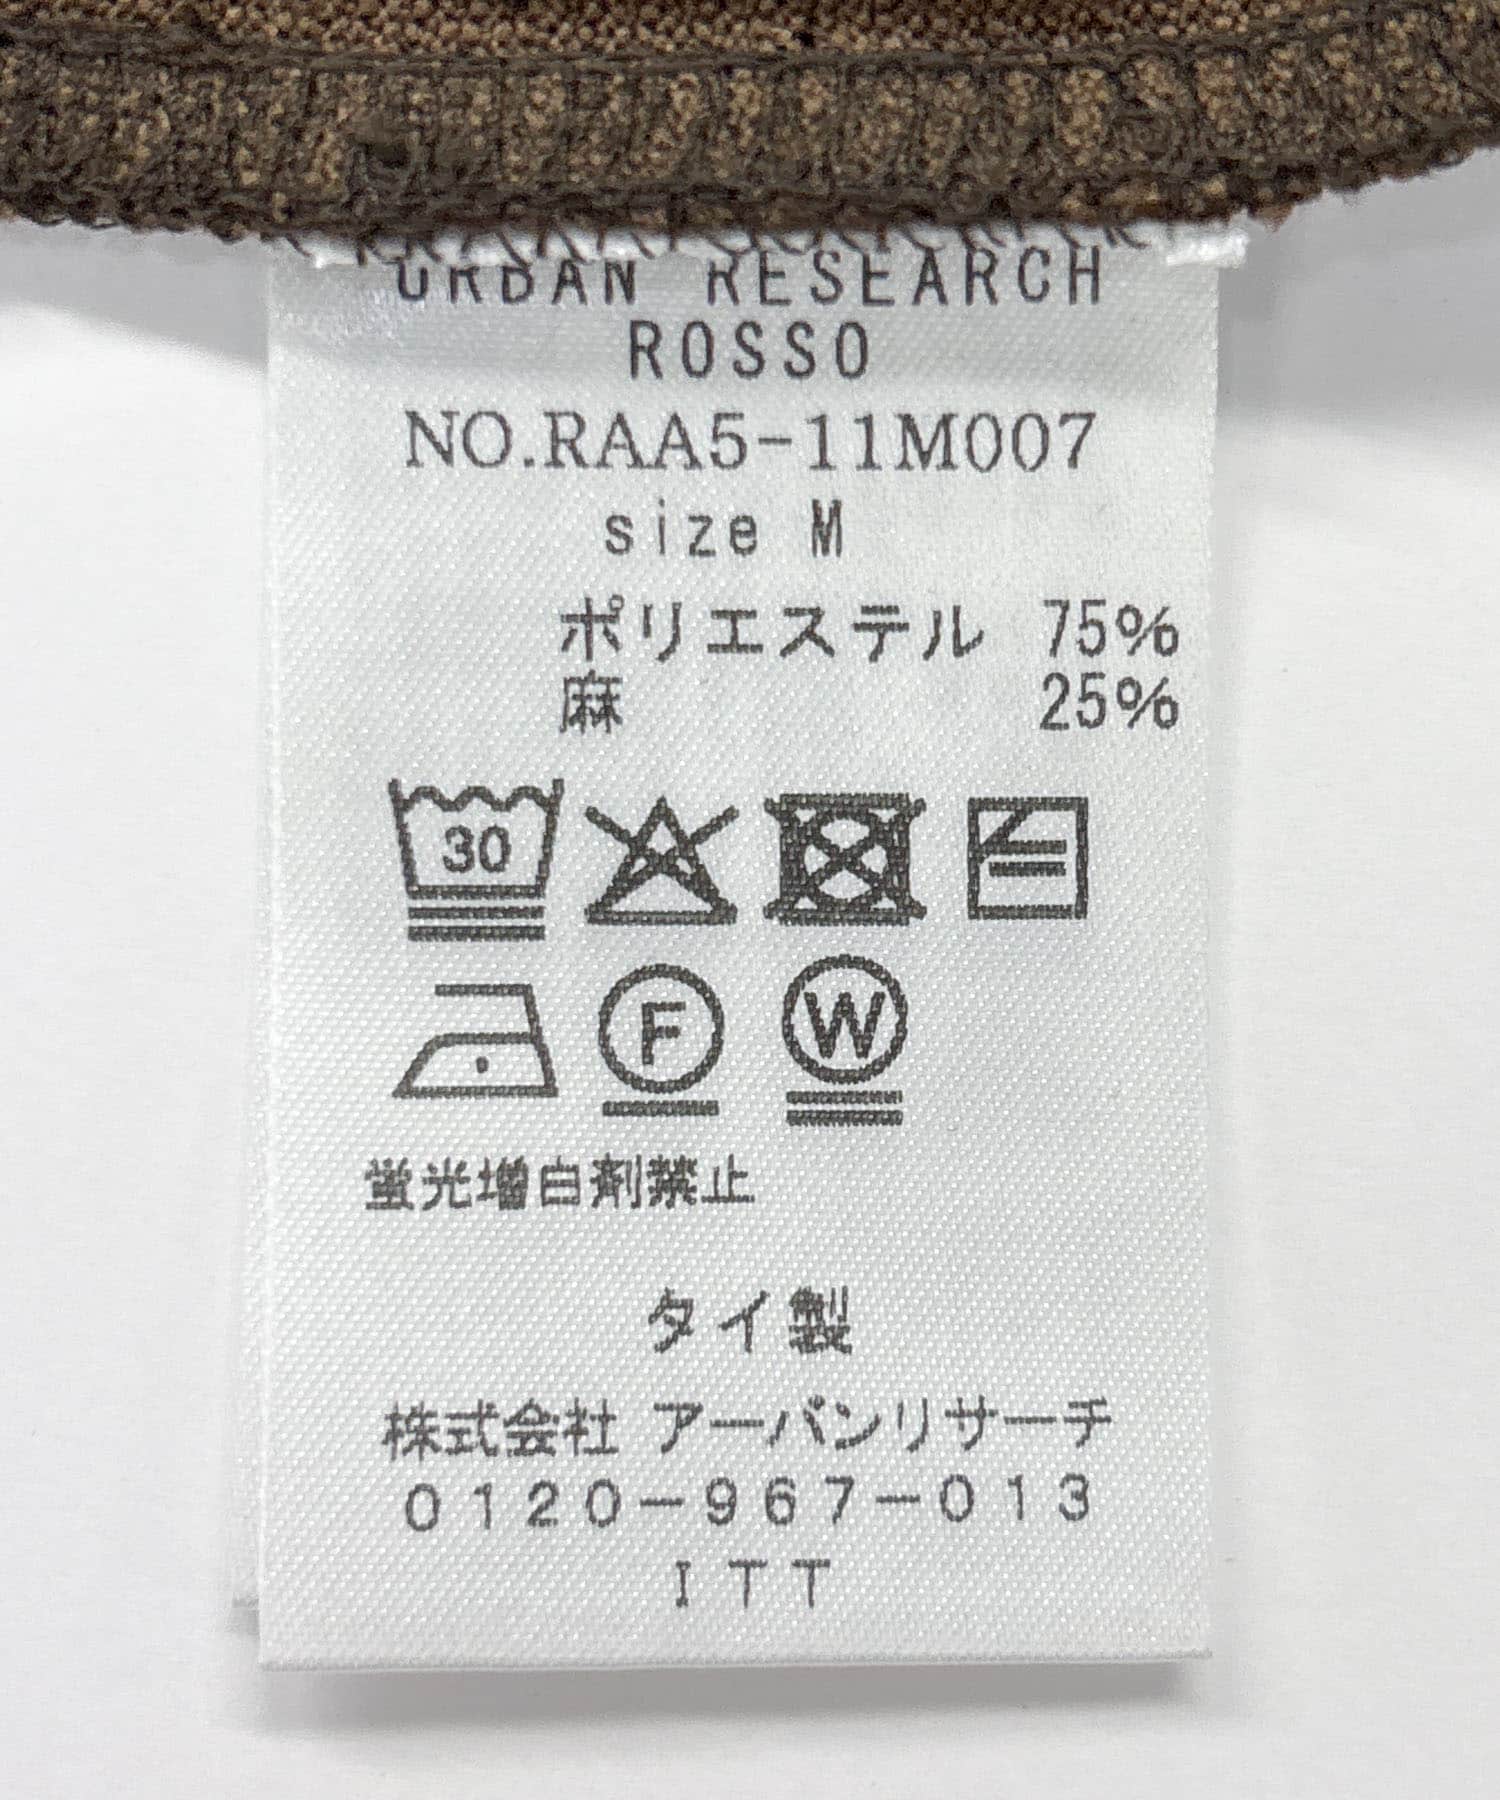 URBAN RESEARCH
ROSSO
NO.RAA5-11M007
size M
ポリエステル 75%
麻 25%
30
F
W
蛍光増白剤禁止
タイ製
株式会社 アーバンリサーチ
0120-967-013
ITT